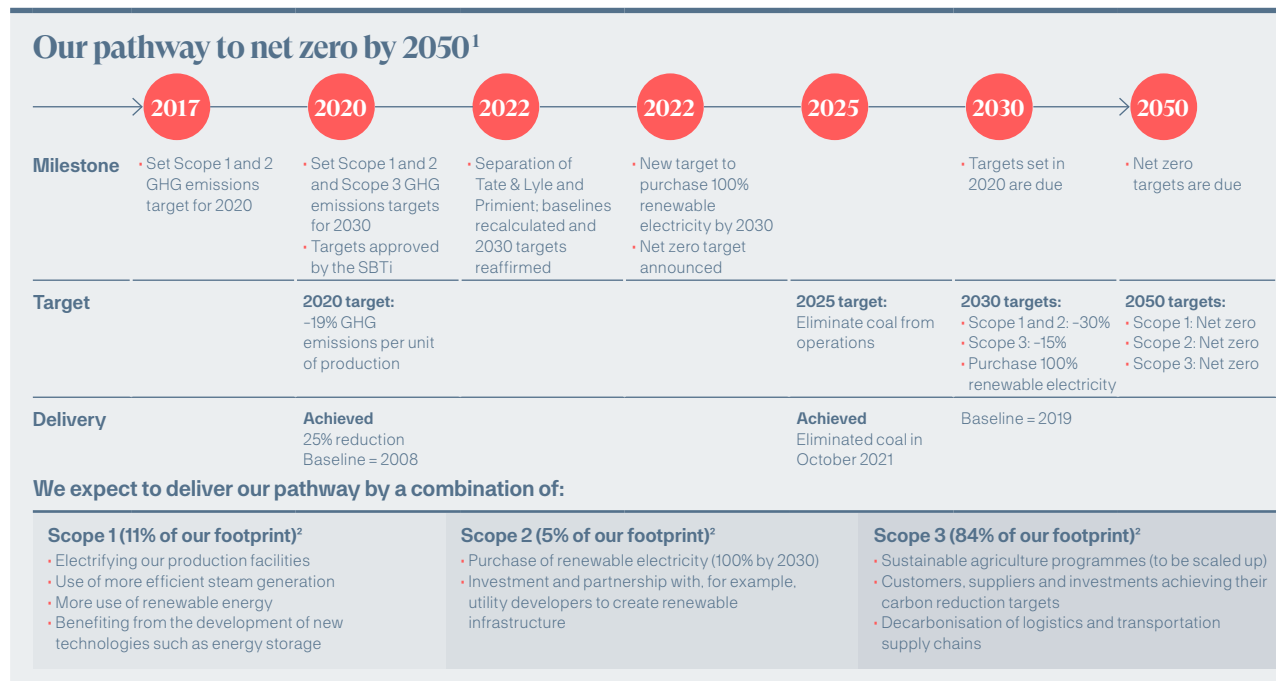 Our pathway to net zero by 2050¹
2017
2020
2022
2022
2025
2030
2050
Milestone
• Set Scope 1 and 2
GHG emissions
target for 2020
• Set Scope 1 and 2
and Scope 3 GHG
emissions targets
for 2030
• Targets approved
by the SBTi
• Separation of
Tate & Lyle and
Primient; baselines
recalculated and
2030 targets
reaffirmed
• New target to
purchase 100%
renewable
electricity by 2030
• Net zero target
announced
• Targets set in
2020 are due
• Net zero
targets are due
Target
2020 target:
-19% GHG
emissions per unit
of production
2025 target:
Eliminate coal from
operations
2030 targets:
• Scope 1 and 2: -30%
• Scope 3: -15%
• Purchase 100%
renewable electricity
2050 targets:
• Scope 1: Net zero
• Scope 2: Net zero
• Scope 3: Net zero
Delivery
Achieved
25% reduction
Baseline = 2008
Achieved
Eliminated coal in
October 2021
Baseline = 2019
We expect to deliver our pathway by a combination of:
Scope 1 (11% of our footprint)²
• Electrifying our production facilities
• Use of more efficient steam generation
• More use of renewable energy
• Benefiting from the development of new
technologies such as energy storage
Scope 2 (5% of our footprint)²
• Purchase of renewable electricity (100% by 2030)
• Investment and partnership with, for example,
utility developers to create renewable
infrastructure
Scope 3 (84% of our footprint)²
• Sustainable agriculture programmes (to be scaled up)
• Customers, suppliers and investments achieving their
carbon reduction targets
• Decarbonisation of logistics and transportation
supply chains